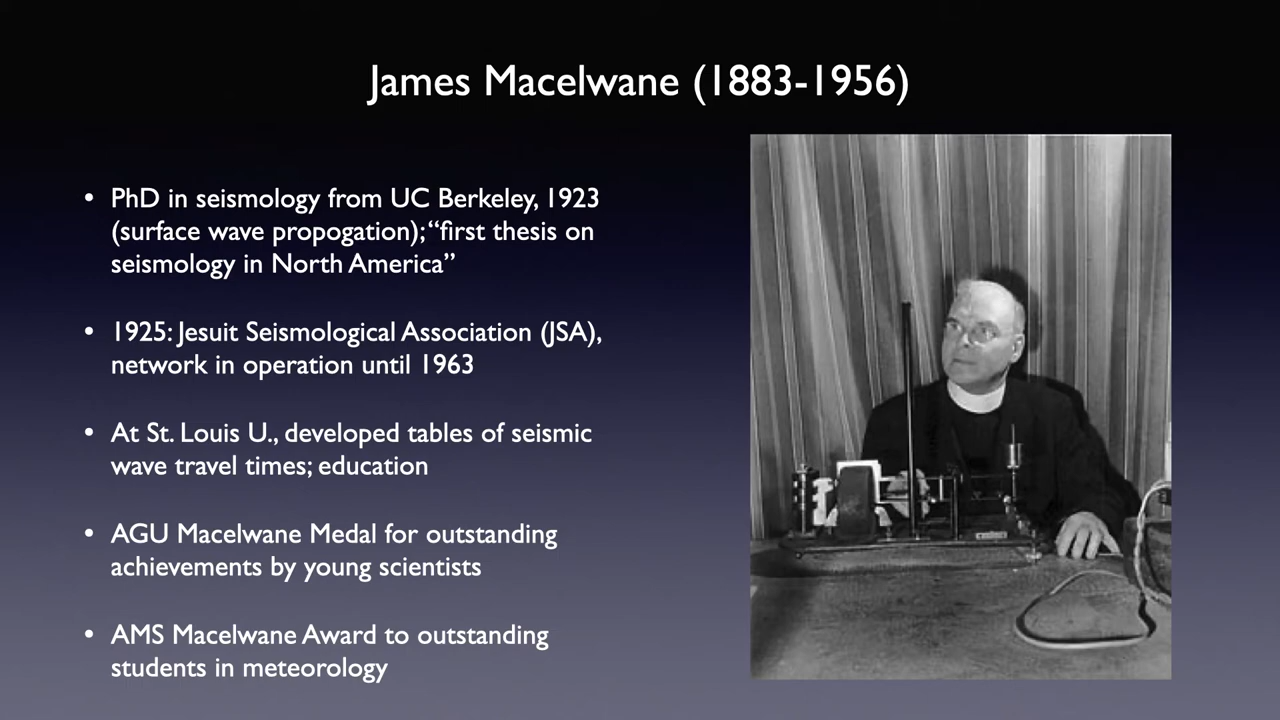 James Macelwane (1883-1956)
• PhD in seismology from UC Berkeley, 1923
(surface wave propogation); “first thesis on
seismology in North America”
• 1925: Jesuit Seismological Association (JSA),
network in operation until 1963
• At St. Louis U., developed tables of seismic
wave travel times; education
• AGU Macelwane Medal for outstanding
achievements by young scientists
• AMS Macelwane Award to outstanding
students in meteorology